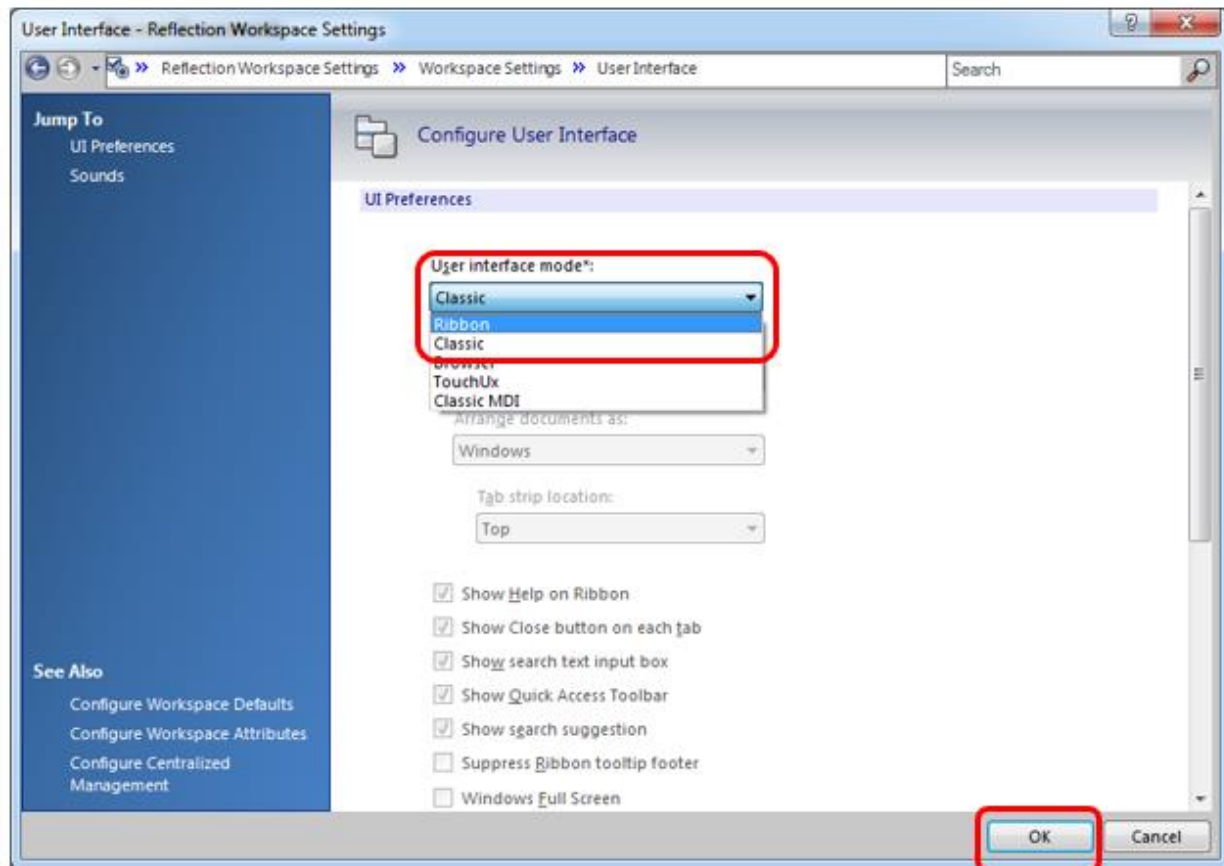 User Interface - Reflection Workspace Settings
Reflection Workspace Settings » Workspace Settings » User Interface
Search
Jump To
UI Preferences
Sounds
Configure User Interface
UI Preferences
User interface mode*:
Classic
Ribbon
Classic
Browser
TouchUx
Classic MDI
Arrange documents as:
Windows
Tab strip location:
Top
Show Help on Ribbon
Show Close button on each tab
Show search text input box
Show Quick Access Toolbar
Show search suggestion
Suppress Ribbon tooltip footer
Windows Full Screen
See Also
Configure Workspace Defaults
Configure Workspace Attributes
Configure Centralized
Management
OK
Cancel